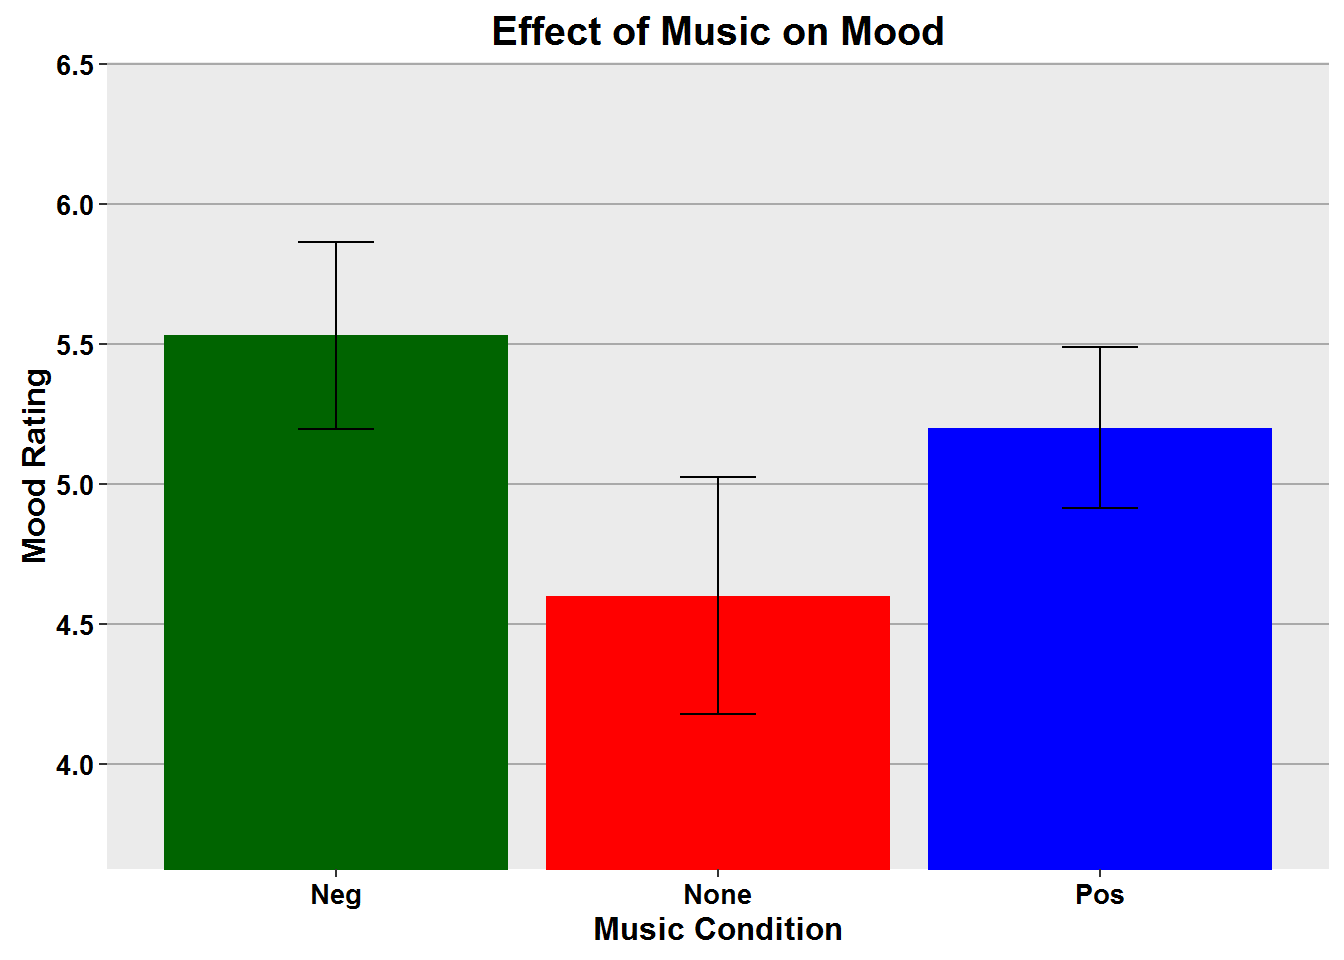 Effect of Music on Mood
6.5
6.0
5.5
5.0
4.5
4.0
Mood Rating
Neg
None
Pos
Music Condition